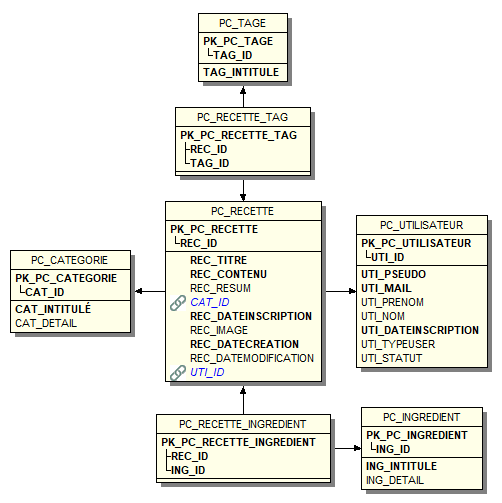 PC_TAGE
PK_PC_TAGE
TAG_ID
TAG_INTITULE
PC_RECETTE_TAG
PK_PC_RECETTE_TAG
REC_ID
TAG_ID
PC_RECETTE
PK_PC_RECETTE
REC_ID
REC_TITRE
REC_CONTENU
REC_RESUM
CAT_ID
REC_DATEINSCRIPTION
REC_IMAGE
REC_DATECREATION
REC_DATEMODIFICATION
UTI_ID
PC_UTILISATEUR
PK_PC_UTILISATEUR
UTI_ID
UTI_PSEUDO
UTI_MAIL
UTI_PRENOM
UTI_NOM
UTI_DATEINSCRIPTION
UTI_TYPEUSER
UTI_STATUT
PC_CATEGORIE
PK_PC_CATEGORIE
CAT_ID
CAT_INTITULÉ
CAT_DETAIL
PC_RECETTE_INGREDIENT
PK_PC_RECETTE_INGREDIENT
REC_ID
ING_ID
PC_INGREDIENT
PK_PC_INGREDIENT
ING_ID
ING_INTITULE
ING_DETAIL